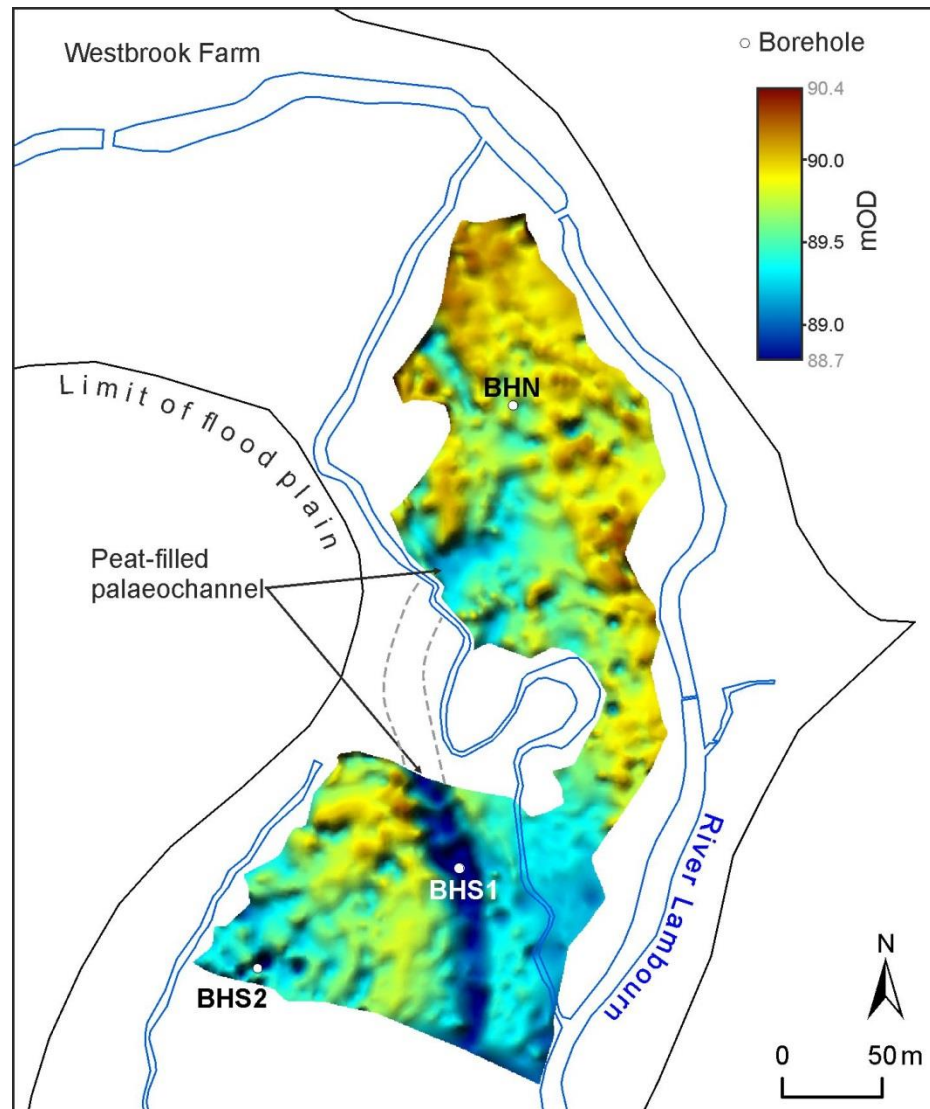 Westbrook Farm
Borehole
90.4
90.0
89.5
89.0
88.7
mOD
BHN
Limit of flood plain
Peat-filled
palaeochannel
BHS1
BHS2
River Lambourn
N
0 50 m